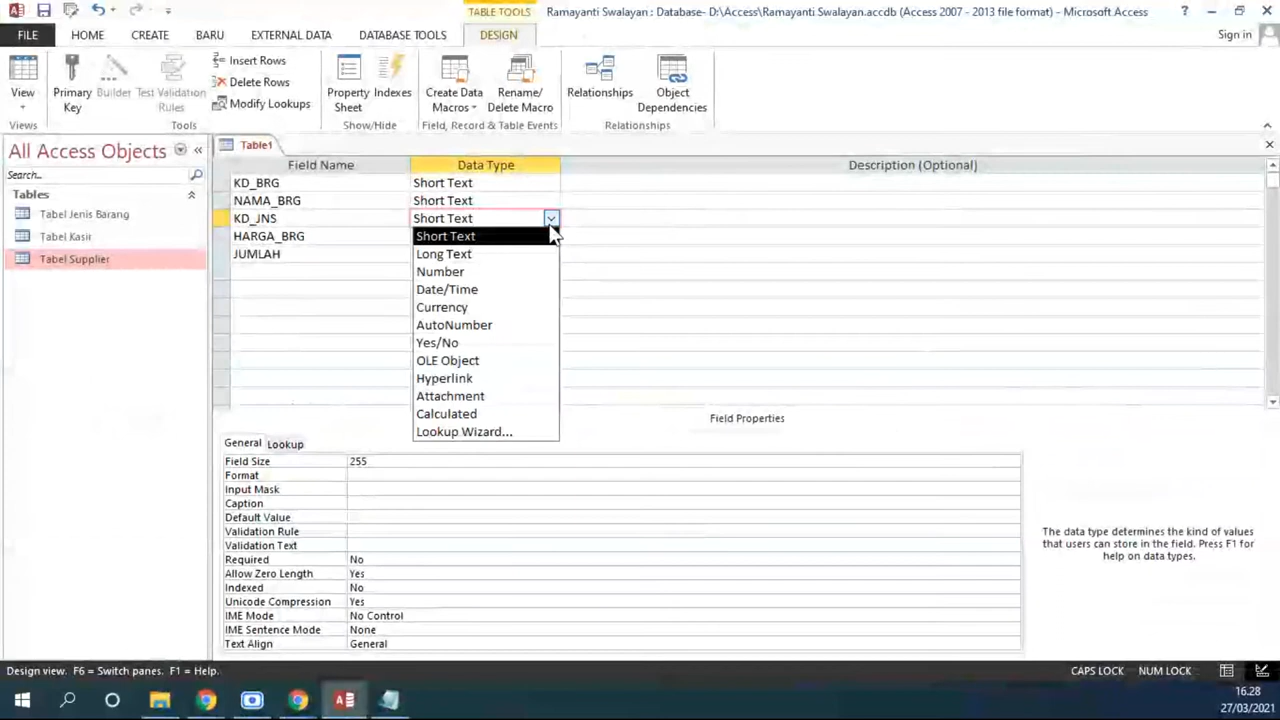 TABLE TOOLS
Ramayanti Swalayan : Database- D:\Access\Ramayanti Swalayan.accdb (Access 2007 - 2013 file format) - Microsoft Access
?
FILE
HOME
CREATE
BARU
EXTERNAL DATA
DATABASE TOOLS
DESIGN
Sign in
View
Primary Key
Builder
Test Validation Rules
Insert Rows
Delete Rows
Modify Lookups
Property Sheet
Indexes
Create Data Macros
Rename/ Delete Macro
Relationships
Object Dependencies
Views
Tools
Show/Hide
Field, Record & Table Events
Relationships
All Access Objects
Search...
Tables
Tabel Jenis Barang
Tabel Kasir
Tabel Supplier
Table1
Field Name Data Type Description (Optional)
KD_BRG Short Text
NAMA_BRG Short Text
KD_JNS Short Text
HARGA_BRG Short Text
JUMLAH Long Text
Number
Date/Time
Currency
AutoNumber
Yes/No
OLE Object
Hyperlink
Attachment
Calculated
Lookup Wizard...
Field Properties
General Lookup
Field Size 255
Format
Input Mask
Caption
Default Value
Validation Rule
Validation Text
Required No
Allow Zero Length Yes
Indexed No
Unicode Compression Yes
IME Mode No Control
IME Sentence Mode None
Text Align General
The data type determines the kind of values
that users can store in the field. Press F1 for
help on data types.
Design view. F6 = Switch panes. F1 = Help.
CAPS LOCK NUM LOCK
16.28
27/03/2021